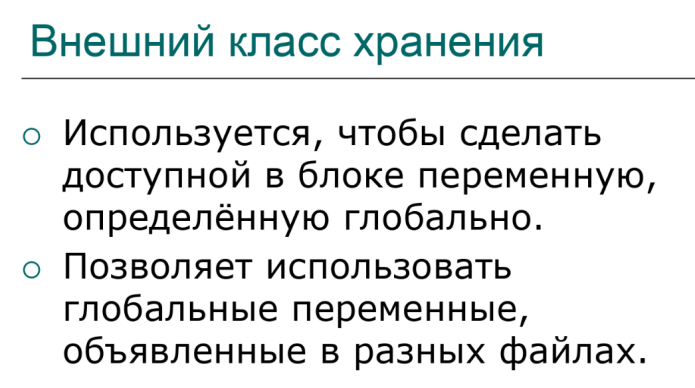 Внешний класс хранения
Используется, чтобы сделать
доступной в блоке переменную,
определённую глобально.
Позволяет использовать
глобальные переменные,
объявленные в разных файлах.